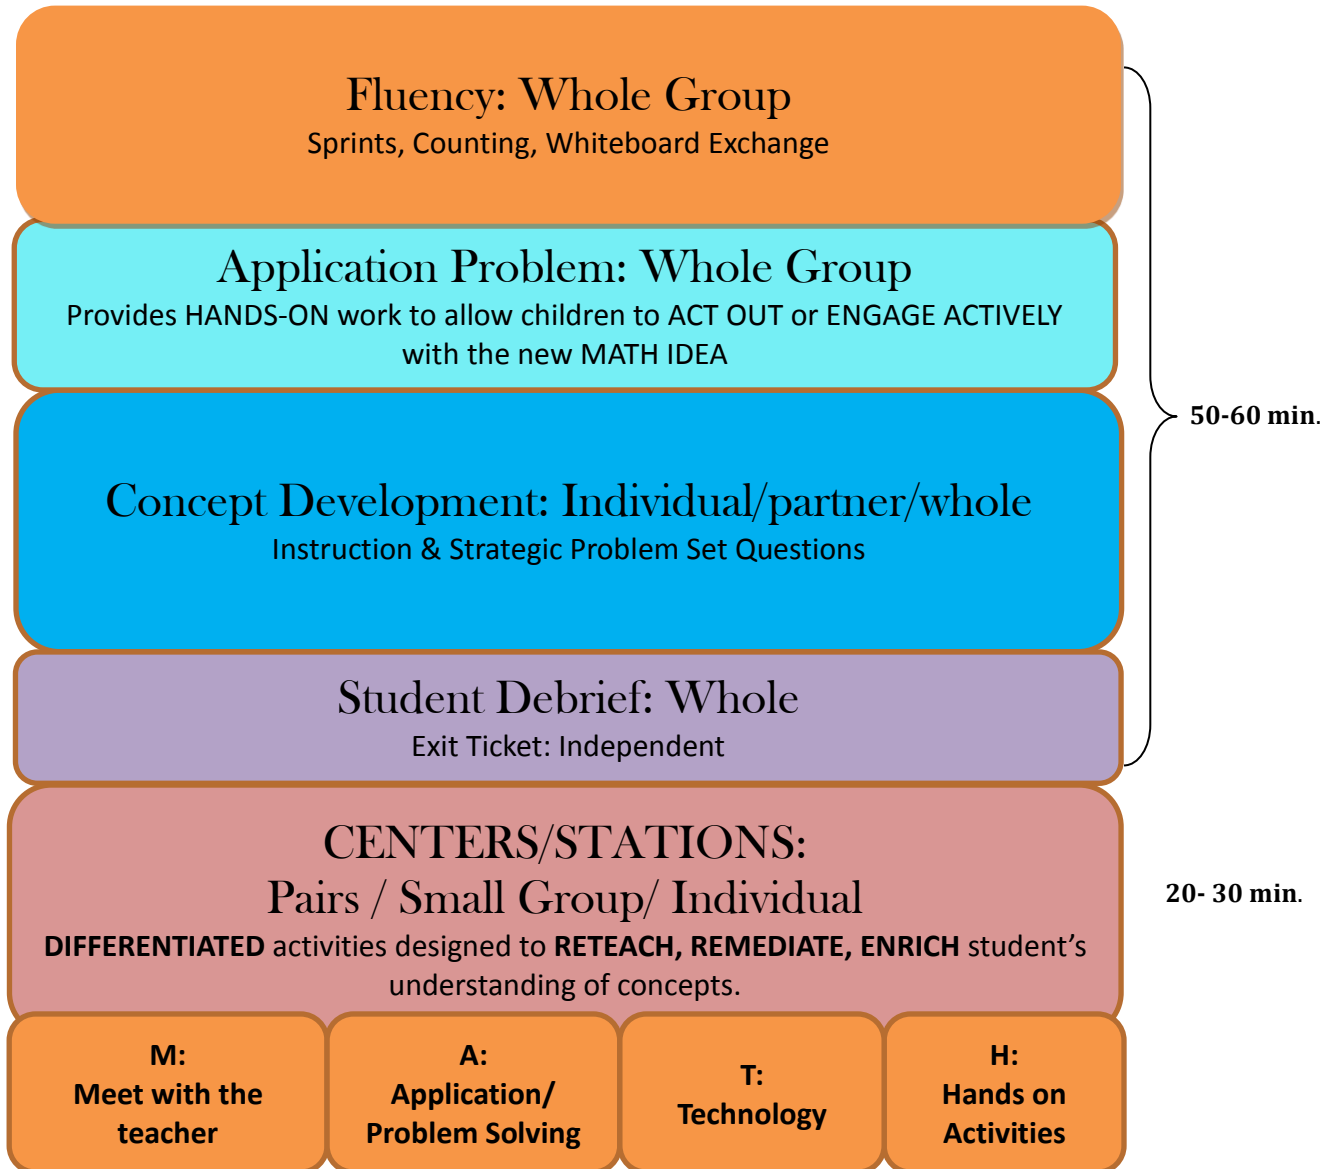 Fluency: Whole Group
Sprints, Counting, Whiteboard Exchange
Application Problem: Whole Group
Provides HANDS-ON work to allow children to ACT OUT or ENGAGE ACTIVELY
with the new MATH IDEA
50-60 min.
Concept Development: Individual/partner/whole
Instruction & Strategic Problem Set Questions
Student Debrief: Whole
Exit Ticket: Independent
CENTERS/STATIONS:
Pairs / Small Group/ Individual
20- 30 min.
DIFFERENTIATED activities designed to RETEACH, REMEDIATE, ENRICH student’s
understanding of concepts.
M:
Meet with the
teacher
A:
Application/
Problem Solving
T:
Technology
H:
Hands on
Activities